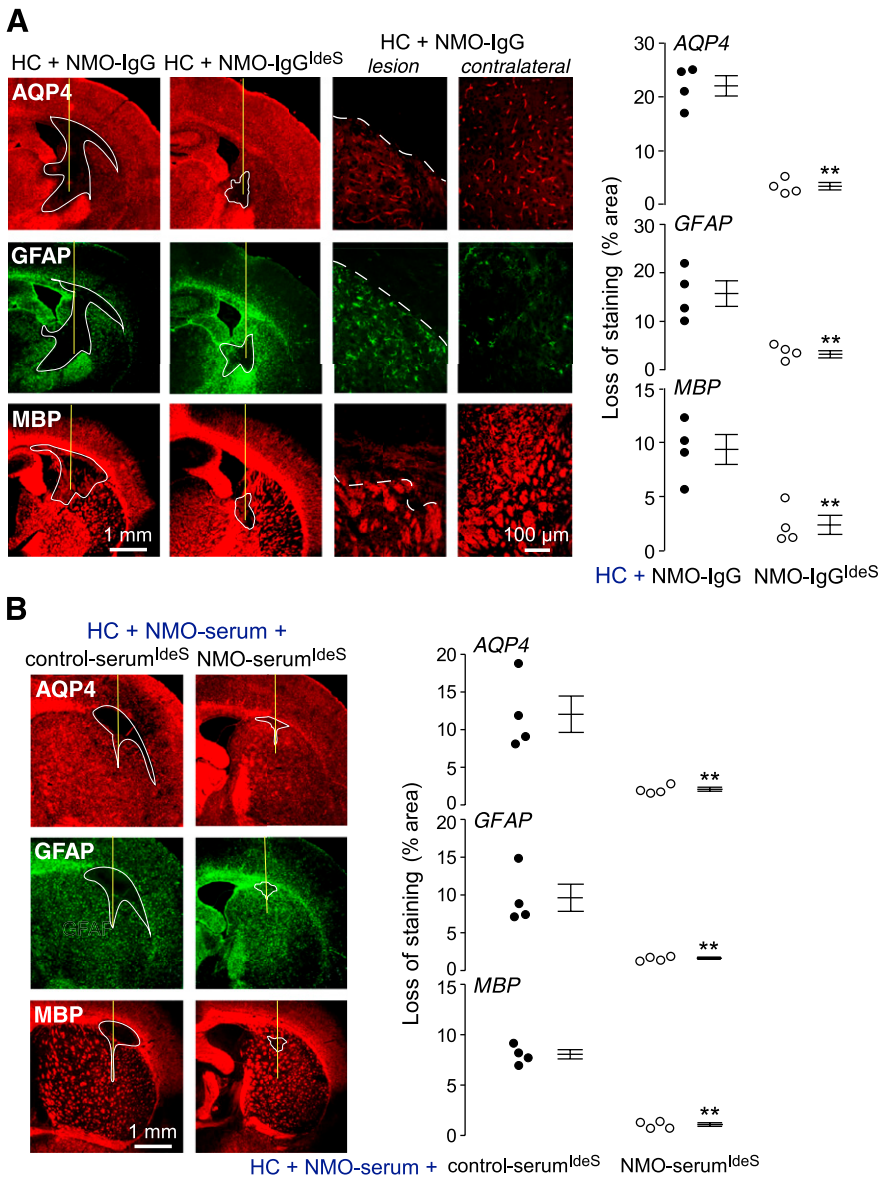 A
HC + NMO-IgG
HC + NMO-IgG^IdeS
HC + NMO-IgG
lesion
contralateral
AQP4
GFAP
MBP
1 mm
100 µm
Loss of staining (% area)
AQP4
30
20
10
0
**
GFAP
30
20
10
0
**
MBP
15
10
5
0
**
HC + NMO-IgG
NMO-IgG^IdeS
B
HC + NMO-serum +
control-serum^IdeS
NMO-serum^IdeS
AQP4
GFAP
GFAP
MBP
1 mm
Loss of staining (% area)
AQP4
20
15
10
5
0
**
GFAP
20
15
10
5
0
**
MBP
15
10
5
0
**
HC + NMO-serum + control-serum^IdeS
NMO-serum^IdeS